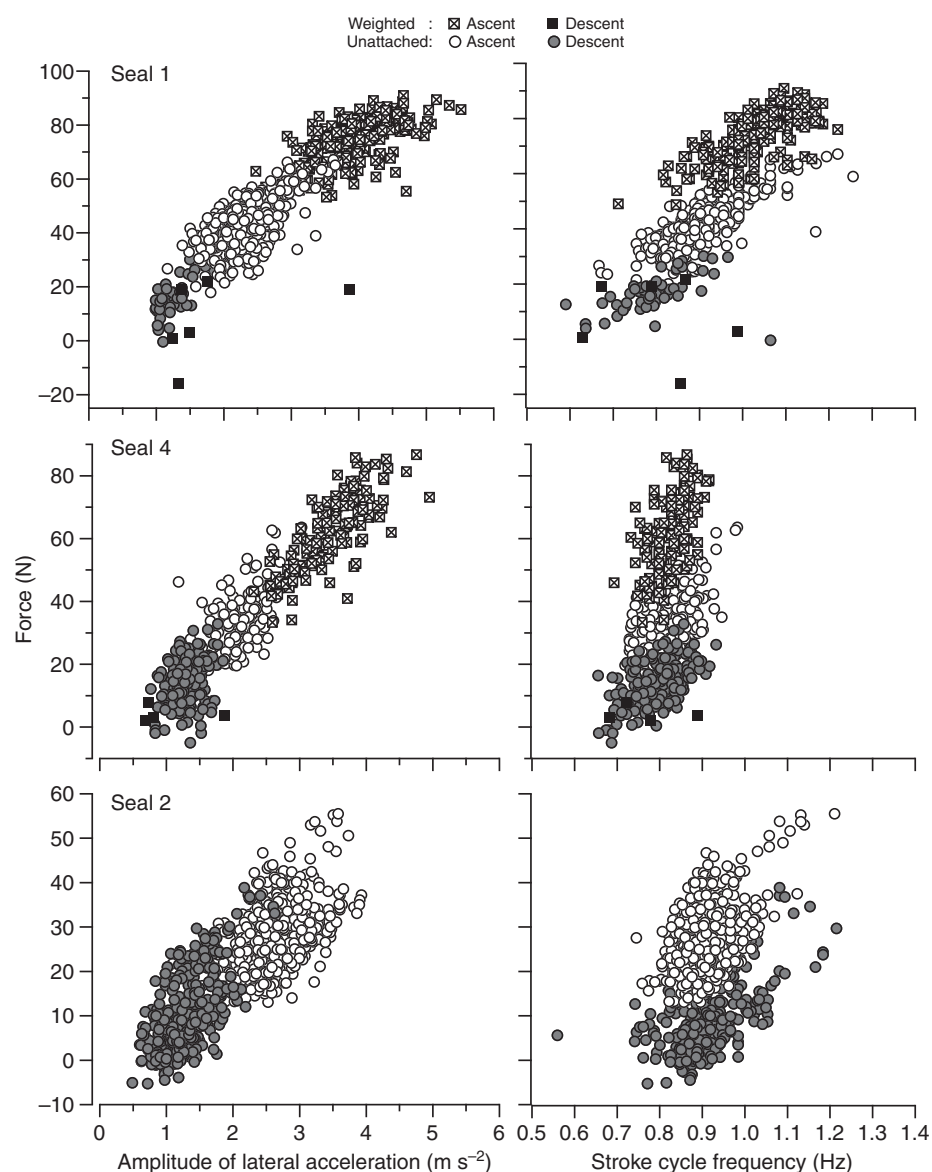 Weighted : Ascent Descent
Unattached: Ascent Descent
Seal 1
100
80
60
40
20
0
–20
Seal 4
80
60
40
20
0
Force (N)
Seal 2
60
50
40
30
20
10
0
–10
0 1 2 3 4 5 6
0.5 0.6 0.7 0.8 0.9 1.0 1.1 1.2 1.3 1.4
Amplitude of lateral acceleration (m s–2)
Stroke cycle frequency (Hz)